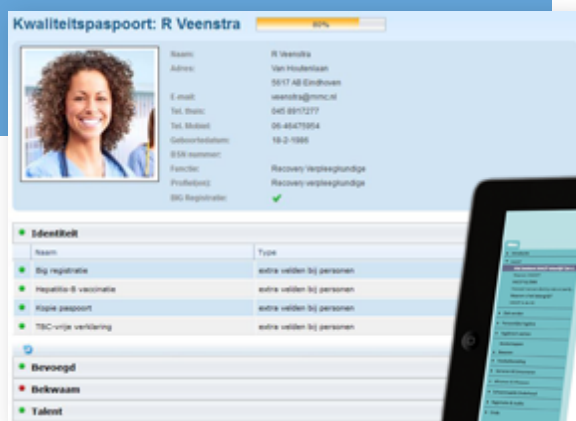 Kwaliteitspaspoort: R Veenstra 80%
Naam: R Veenstra
Adres: Van Houtenlaan
5617 AB Eindhoven
E-mail: veenstra@mmc.nl
Tel. thuis: 045 8917277
Tel. Mobiel: 06-46475954
Geboortedatum: 18-2-1986
BSN nummer:
Functie: Recovery Verpleegkundige
Profiel(en): Recovery verpleegkundige
BIG Registratie:
Identiteit
Naam Type
Big registratie extra velden bij personen
Hepatitis-B vaccinatie extra velden bij personen
Kopie paspoort extra velden bij personen
TBC-vrije verklaring extra velden bij personen
Bevoegd
Bekwaam
Talent